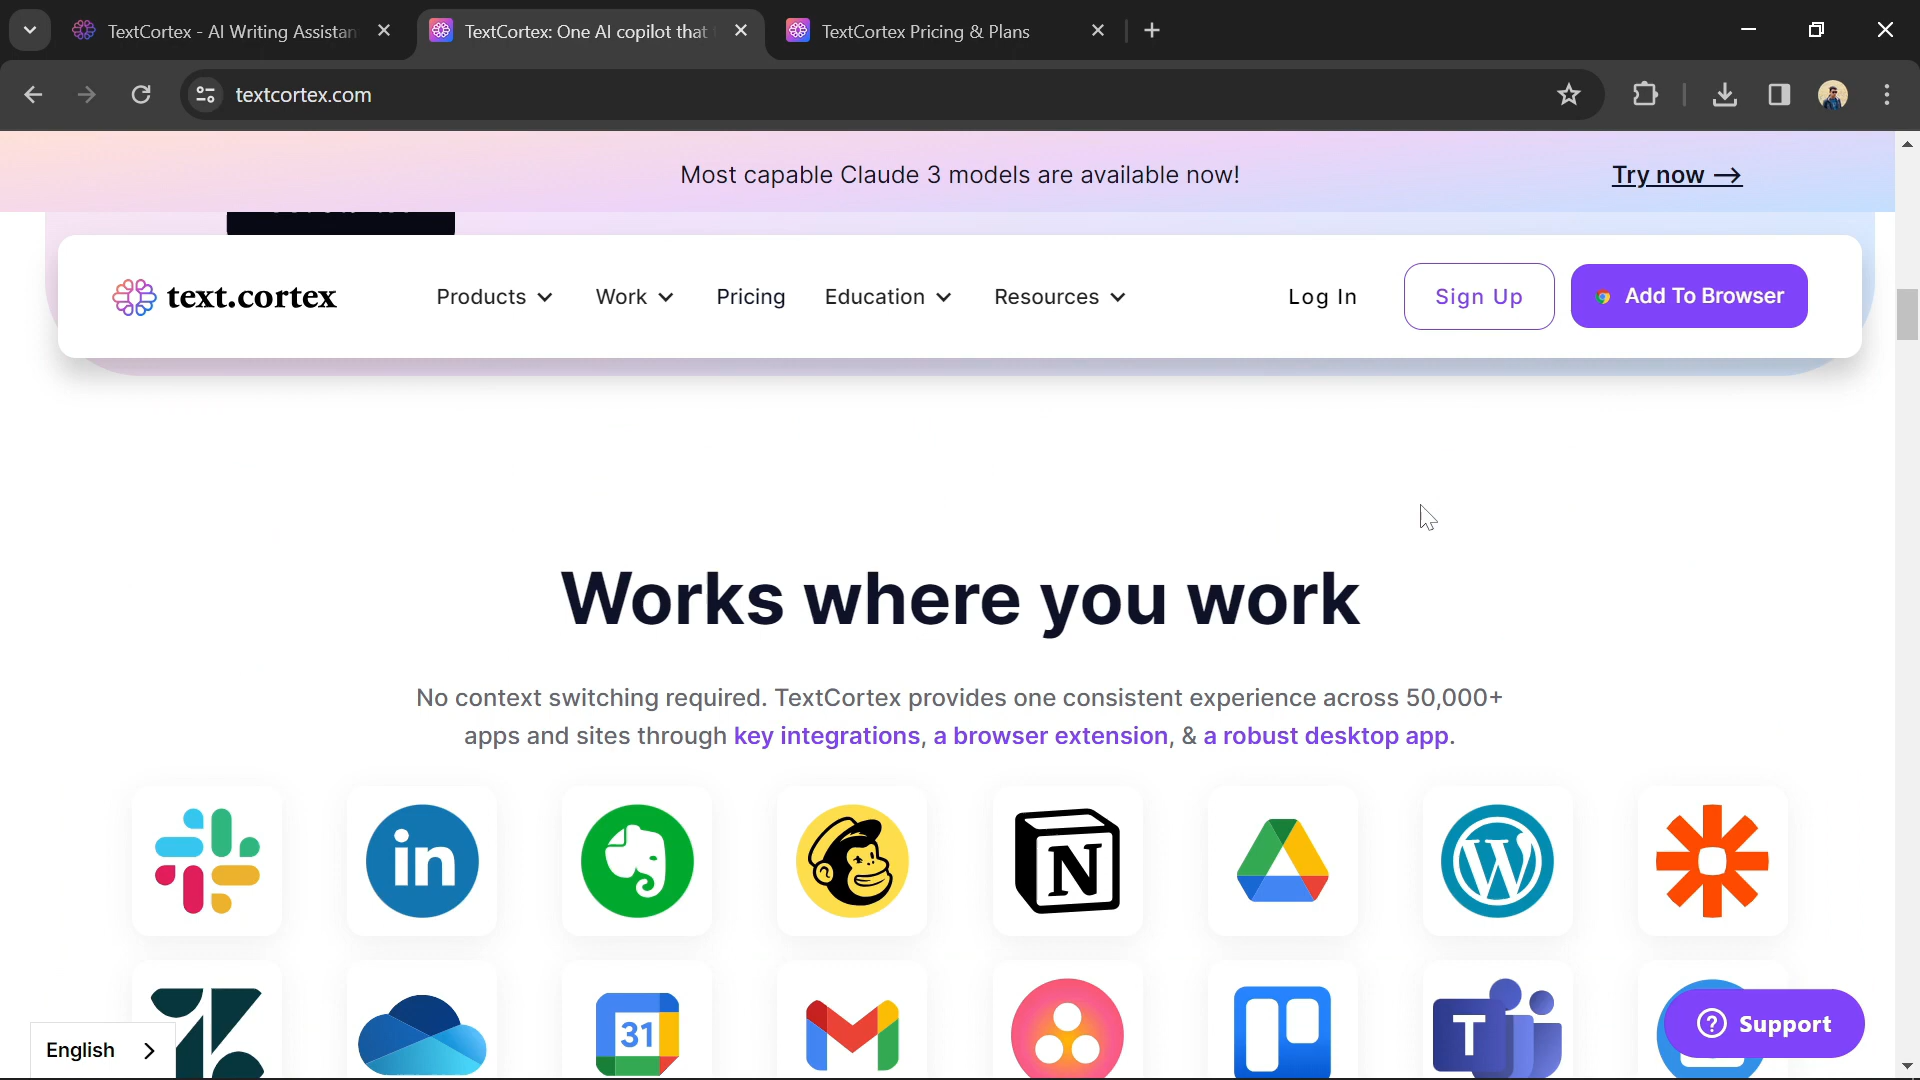 TextCortex - AI Writing Assistan
TextCortex: One AI copilot that
TextCortex Pricing & Plans
textcortex.com
Most capable Claude 3 models are available now!
Try now →
text.cortex
Products
Work
Pricing
Education
Resources
Log In
Sign Up
Add To Browser
Works where you work
No context switching required. TextCortex provides one consistent experience across 50,000+
apps and sites through key integrations, a browser extension, & a robust desktop app.
in
N
W
31
T
English
Support